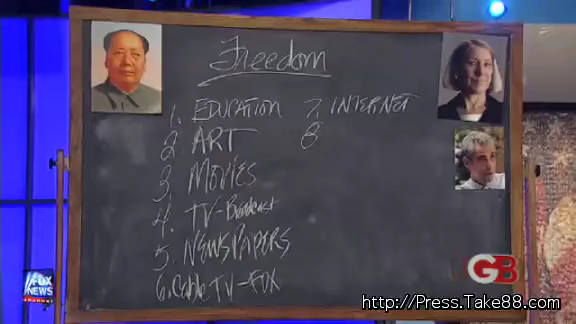 Freedom
1. EDUCATION
2 ART
3. MOVIES
4. TV-Broadcast
5. NEWSPAPERS
6. Cable TV-FOX
7. INTERNET
8
FOX
NEWS
channel
GB
http://Press.Take88.com